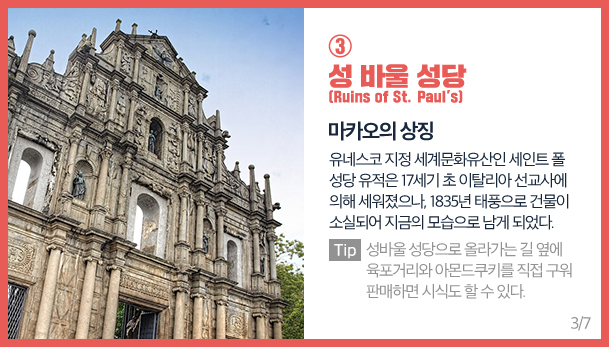 ③
성 바울 성당
(Ruins of St. Paul's)
마카오의 상징
유네스코 지정 세계문화유산인 세인트 폴
성당 유적은 17세기 초 이탈리아 선교사에
의해 세워졌으나, 1835년 태풍으로 건물이
소실되어 지금의 모습으로 남게 되었다.
Tip 성바울 성당으로 올라가는 길 옆에
육포거리와 아몬드쿠키를 직접 구워
판매하면 시식도 할 수 있다.
3/7